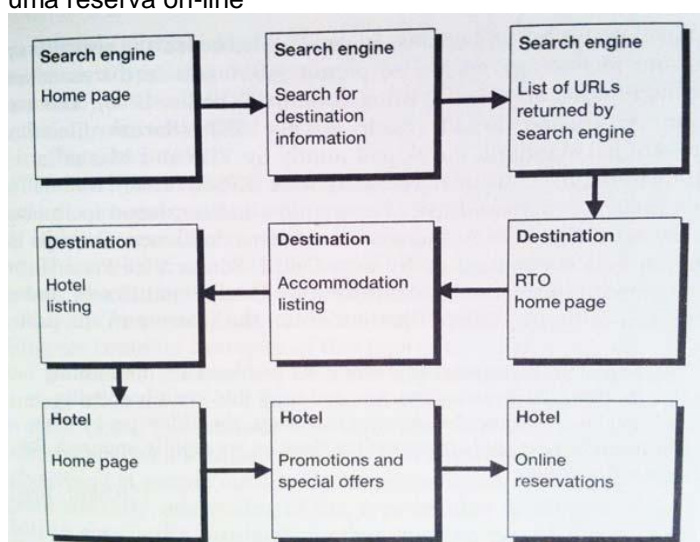 uma reserva on-line
Search engine
Home page
Search engine
Search for
destination
information
Search engine
List of URLs
returned by
search engine
Destination
Hotel
listing
Destination
Accommodation
listing
Destination
RTO
home page
Hotel
Home page
Hotel
Promotions and
special offers
Hotel
Online
reservations